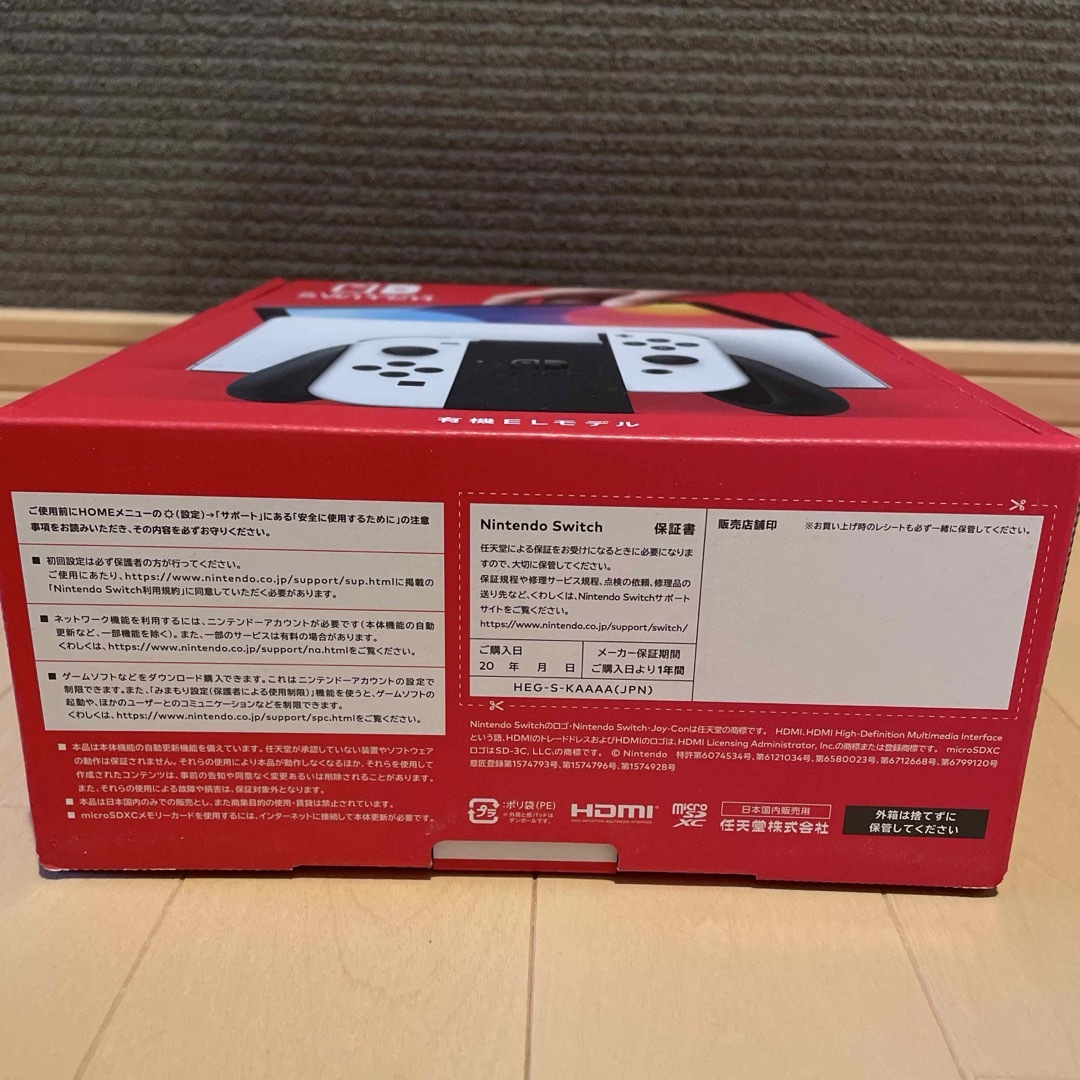 SWITCH
有機ELモデル
ご使用前にHOMEメニューの(設定)→「サポート」にある「安全に使用するために」の注意
事項をお読みいただき、その内容を必ずお守りください。
■ 初回設定は必ず保護者の方が行ってください。
ご使用にあたり、https://www.nintendo.co.jp/support/sup.htmlに掲載の
「Nintendo Switch利用規約」に同意していただく必要があります。
■ ネットワーク機能を利用するには、ニンテンドーアカウントが必要です(本体機能の自動
更新など、一部機能を除く)。また、一部のサービスは有料の場合があります。
くわしくは、https://www.nintendo.co.jp/support/na.htmlをご覧ください。
■ ゲームソフトなどをダウンロード購入できます。これはニンテンドーアカウントの設定で
制限できます。また、「みまもり設定(保護者による使用制限)」機能を使うと、ゲームソフトの
起動や、ほかのユーザーとのコミュニケーションなどを制限できます。
くわしくは、https://www.nintendo.co.jp/support/spc.htmlをご覧ください。
■ 本品は本体機能の自動更新機能を備えています。任天堂が承認していない装置やソフトウェア
の動作は保証されません。それらの使用により本品が動作しなくなるほか、それらを使用して
作成されたコンテンツは、事前の告知や同意なく変更あるいは削除されることがあります。
また、それらの使用による故障や損害は、保証対象外となります。
■ 本品は日本国内のみでの販売とし、また商業目的の使用・賃貸は禁止されています。
■ microSDXCメモリーカードを使用するには、インターネットに接続して本体更新が必要です。
Nintendo Switch 保証書
任天堂による保証をお受けになるときに必要になりま
すので、大切に保管してください。
保証規程や修理サービス規程、点検の依頼、修理品の
送り先など、くわしくは、Nintendo Switchサポート
サイトをご覧ください。
https://www.nintendo.co.jp/support/switch/
ご購入日
20 年 月 日
メーカー保証期間
ご購入日より1年間
HEG-S-KAAAA(JPN)
販売店舗印 ※お買い上げ時のレシートも必ず一緒に保管してください。
Nintendo Switchのロゴ・Nintendo Switch・Joy-Conは任天堂の商標です。 HDMI、HDMI High-Definition Multimedia Interface
という語、HDMIのトレードドレスおよびHDMIのロゴは、HDMI Licensing Administrator, Inc.の商標または登録商標です。 microSDXC
ロゴはSD-3C, LLC.の商標です。 © Nintendo 特許第6074534号、第6121034号、第6580023号、第6712668号、第6799120号
意匠登録第1574793号、第1574796号、第1574928号
プラ
:ポリ袋(PE)
※外箱と紙パッドは
ダンボールです。
HDMI
HIGH-DEFINITION MULTIMEDIA INTERFACE
micro
SD
XC
日本国内販売用
任天堂株式会社
外箱は捨てずに
保管してください